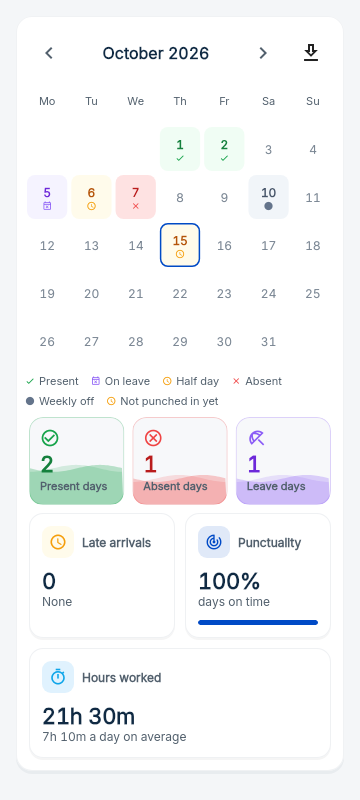 October 2026
Mo Tu We Th Fr Sa Su
1 2 3 4
5 6 7 8 9 10 11
12 13 14 15 16 17 18
19 20 21 22 23 24 25
26 27 28 29 30 31
Present On leave Half day Absent
Weekly off Not punched in yet
2 1 1
Present days Absent days Leave days
Late arrivals Punctuality
0 100%
None days on time
Hours worked
21h 30m
7h 10m a day on average